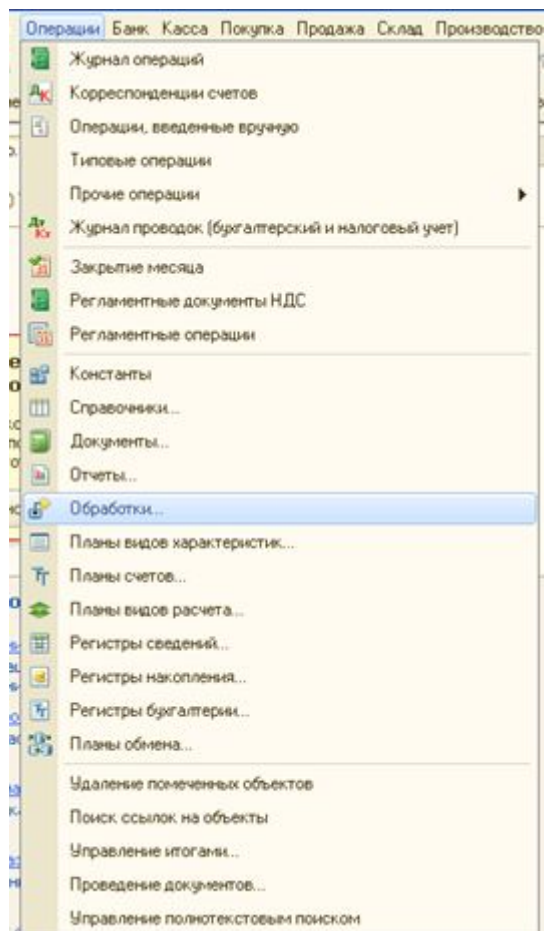 Операции Банк Касса Покупка Продажа Склад Производство
Журнал операций
Корреспонденции счетов
Операции, введенные вручную
Типовые операции
Прочие операции
Журнал проводок (бухгалтерский и налоговый учет)
Закрытие месяца
Регламентные документы НДС
Регламентные операции
Константы
Справочники...
Документы...
Отчеты...
Обработки...
Планы видов характеристик...
Планы счетов...
Планы видов расчета...
Регистры сведений...
Регистры накопления...
Регистры бухгалтерии...
Планы обмена...
Удаление помеченных объектов
Поиск ссылок на объекты
Управление итогами...
Проведение документов...
Управление полнотекстовым поиском